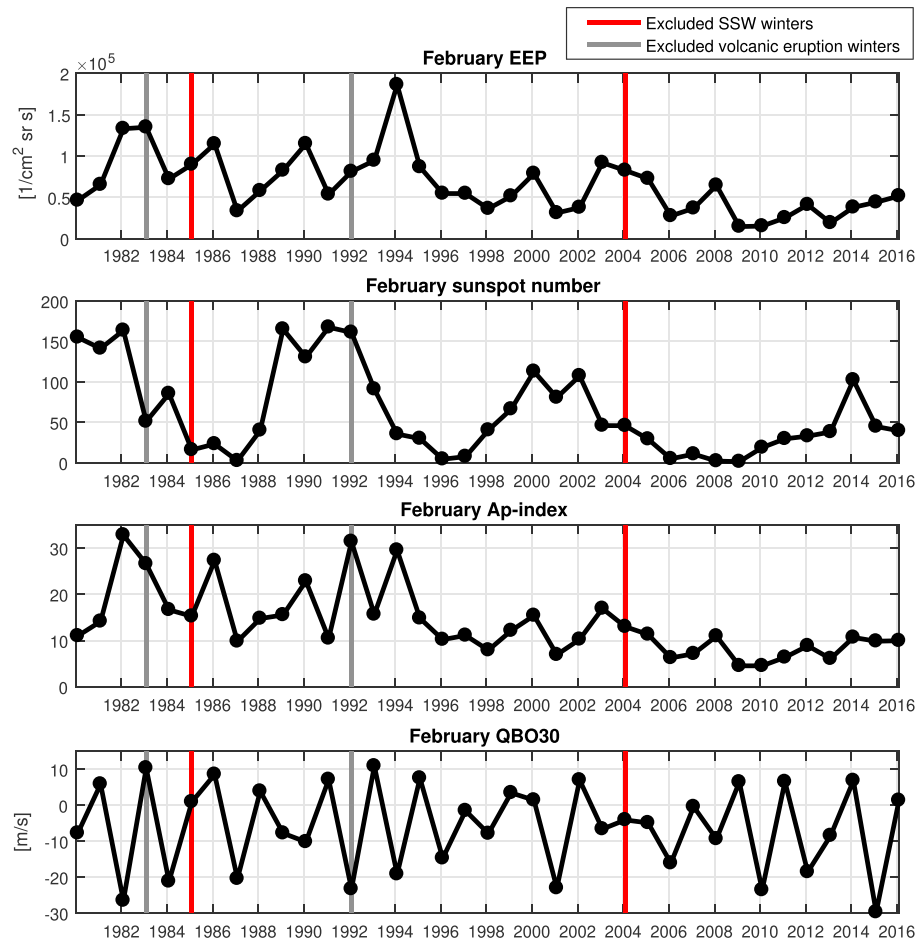 Excluded SSW winters
Excluded volcanic eruption winters
×10⁵
February EEP
2
1.5
1
0.5
0
[1/cm² sr s]
1982 1984 1986 1988 1990 1992 1994 1996 1998 2000 2002 2004 2006 2008 2010 2012 2014 2016
February sunspot number
200
150
100
50
0
1982 1984 1986 1988 1990 1992 1994 1996 1998 2000 2002 2004 2006 2008 2010 2012 2014 2016
February Ap-index
30
20
10
0
1982 1984 1986 1988 1990 1992 1994 1996 1998 2000 2002 2004 2006 2008 2010 2012 2014 2016
February QBO30
10
0
-10
-20
-30
[m/s]
1982 1984 1986 1988 1990 1992 1994 1996 1998 2000 2002 2004 2006 2008 2010 2012 2014 2016